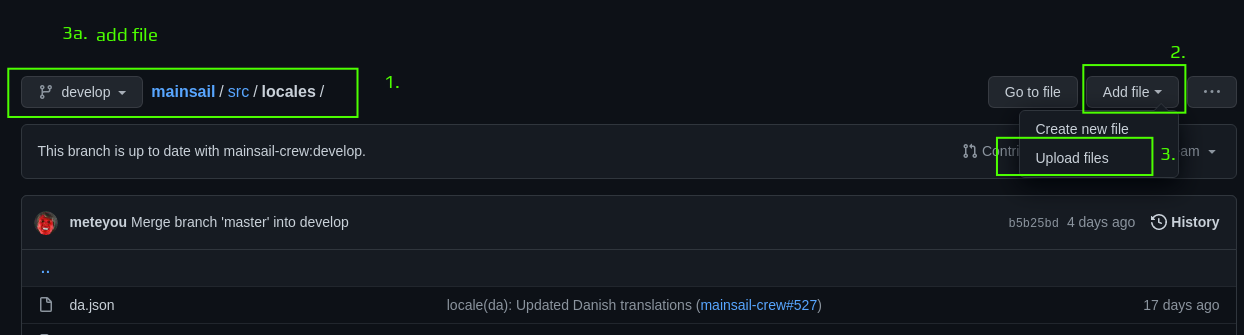 3a. add file
2.
1.
develop mainsail / src / locales /
Go to file Add file
Create new file
This branch is up to date with mainsail-crew:develop.
Upload files 3.
meteyou Merge branch 'master' into develop b5b25bd 4 days ago History
..
da.json locale(da): Updated Danish translations (mainsail-crew#527) 17 days ago